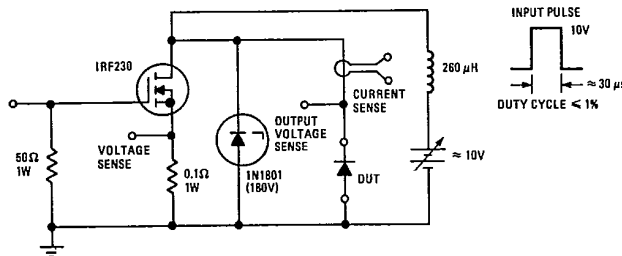 INPUT PULSE
10V
≈ 30 μs
DUTY CYCLE ≤ 1%
IRF230
260 μH
CURRENT
SENSE
VOLTAGE
SENSE
OUTPUT
VOLTAGE
SENSE
50Ω
1W
0.1Ω
1W
1N1801
(180V)
DUT
≈ 10V